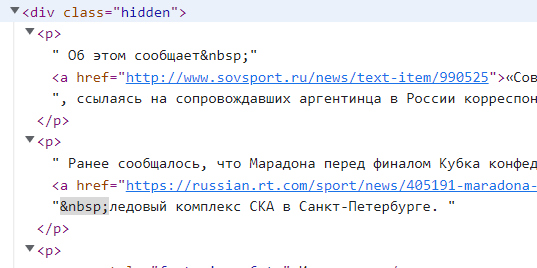 <div class="hidden">
<p>
" Об этом сообщает&nbsp;"
<a href="http://www.sovsport.ru/news/text-item/990525">«Сов
", ссылаясь на сопровождавших аргентинца в России корреспон
</p>
<p>
" Ранее сообщалось, что Марадона перед финалом Кубка конфед
<a href="https://russian.rt.com/sport/news/405191-maradona-
"&nbsp;ледовый комплекс СКА в Санкт-Петербурге. "
</p>
<p>